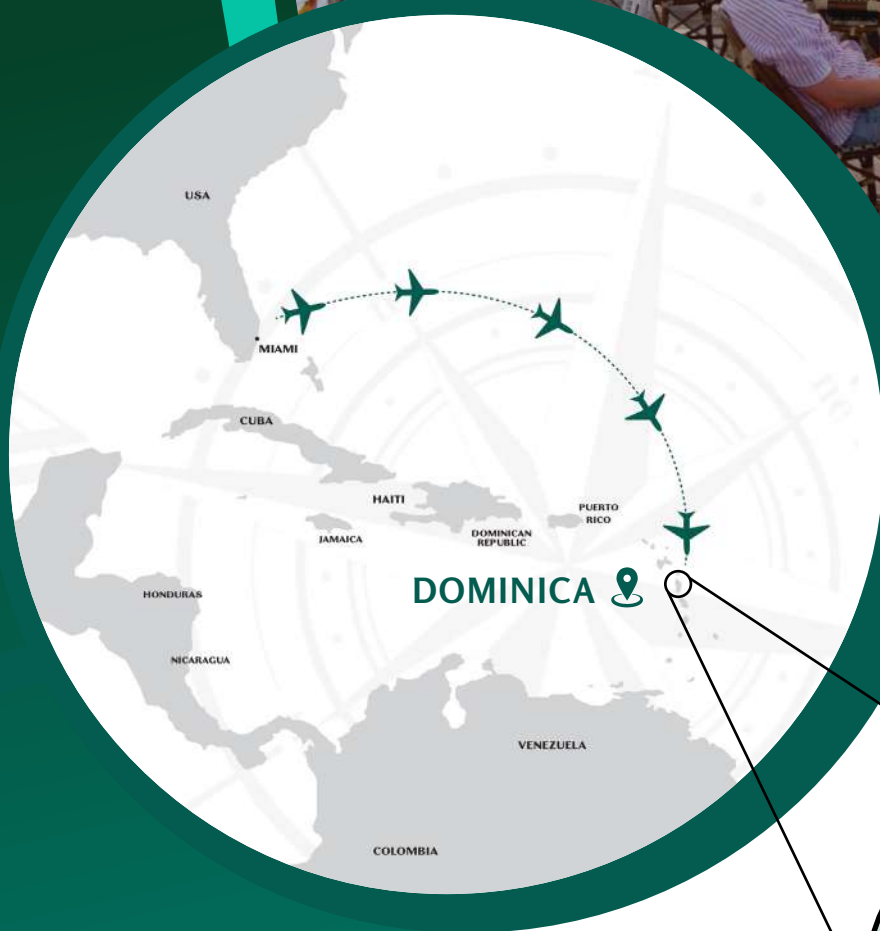 USA
MIAMI
CUBA
HAITI
PUERTO
RICO
JAMAICA
DOMINICAN
REPUBLIC
DOMINICA
HONDURAS
NICARAGUA
VENEZUELA
COLOMBIA